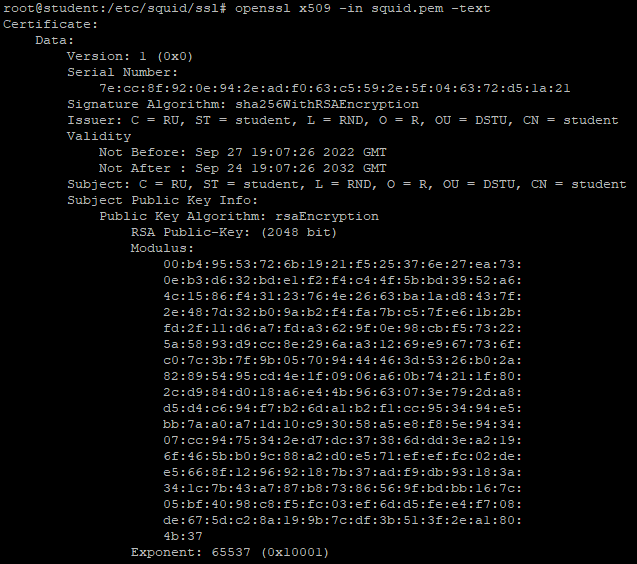 root@student:/etc/squid/ssl# openssl x509 -in squid.pem -text
Certificate:
Data:
Version: 1 (0x0)
Serial Number:
7e:cc:8f:92:0e:94:2e:ad:f0:63:c5:59:2e:5f:04:63:72:d5:1a:21
Signature Algorithm: sha256WithRSAEncryption
Issuer: C = RU, ST = student, L = RND, O = R, OU = DSTU, CN = student
Validity
Not Before: Sep 27 19:07:26 2022 GMT
Not After : Sep 24 19:07:26 2032 GMT
Subject: C = RU, ST = student, L = RND, O = R, OU = DSTU, CN = student
Subject Public Key Info:
Public Key Algorithm: rsaEncryption
RSA Public-Key: (2048 bit)
Modulus:
00:b4:95:53:72:6b:19:21:f5:25:37:6e:27:ea:73:
0e:b3:d6:32:bd:e1:f2:f4:c4:4f:5b:bd:39:52:a6:
4c:15:86:f4:31:23:76:4e:26:63:ba:1a:d8:43:7f:
2e:48:7d:32:b0:9a:b2:f4:fa:7b:c5:7f:e6:1b:2b:
fd:2f:11:d6:a7:fd:a3:62:9f:0e:98:cb:f5:73:22:
5a:58:93:d9:cc:8e:29:6a:a3:12:69:e9:67:73:6f:
c0:7c:3b:7f:9b:05:70:94:44:46:3d:53:26:b0:2a:
82:89:54:95:cd:4e:1f:09:06:a6:0b:74:21:1f:80:
2c:d9:84:d0:18:a6:e4:4b:96:63:07:3e:79:2d:a8:
d5:d4:c6:94:f7:b2:6d:a1:b2:f1:cc:95:34:94:e5:
bb:7a:a0:a7:1d:10:c9:30:58:a5:e8:f8:5e:94:34:
07:cc:94:75:34:2e:d7:dc:37:38:6d:dd:3e:a2:19:
6f:46:5b:b0:9c:88:a2:d0:e5:71:ef:ef:fc:02:de:
e5:66:8f:12:96:92:18:7b:37:ad:f9:db:93:18:3a:
34:1c:7b:43:a7:87:b8:73:86:56:9f:bd:bb:16:7c:
05:bf:40:98:c8:f5:fc:03:ef:6d:d5:fe:e4:f7:08:
de:67:5d:c2:8a:19:9b:7c:df:3b:51:3f:2e:a1:80:
4b:37
Exponent: 65537 (0x10001)